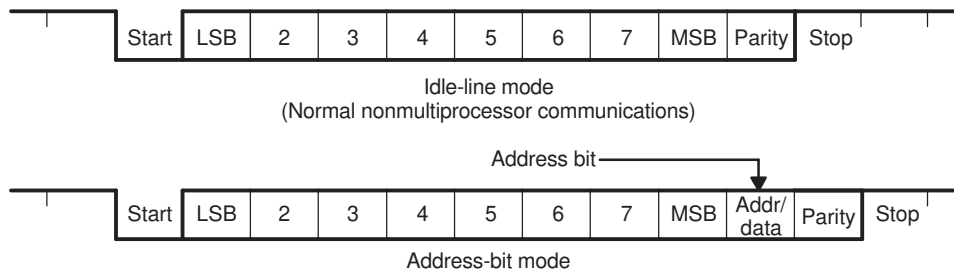 Start LSB 2 3 4 5 6 7 MSB Parity Stop
Idle-line mode
(Normal nonmultiprocessor communications)
Address bit
Start LSB 2 3 4 5 6 7 MSB Addr/
data Parity Stop
Address-bit mode